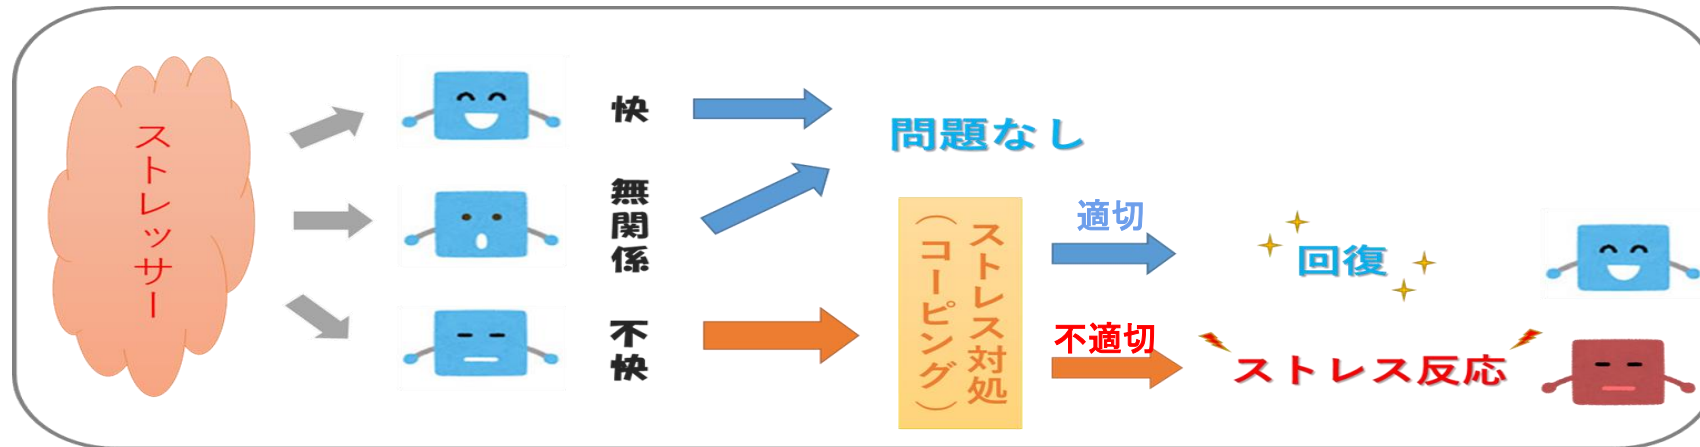 ストレッサー
快
無関係
不快
問題なし
ストレス対処
(コーピング)
適切
不適切
回復
ストレス反応